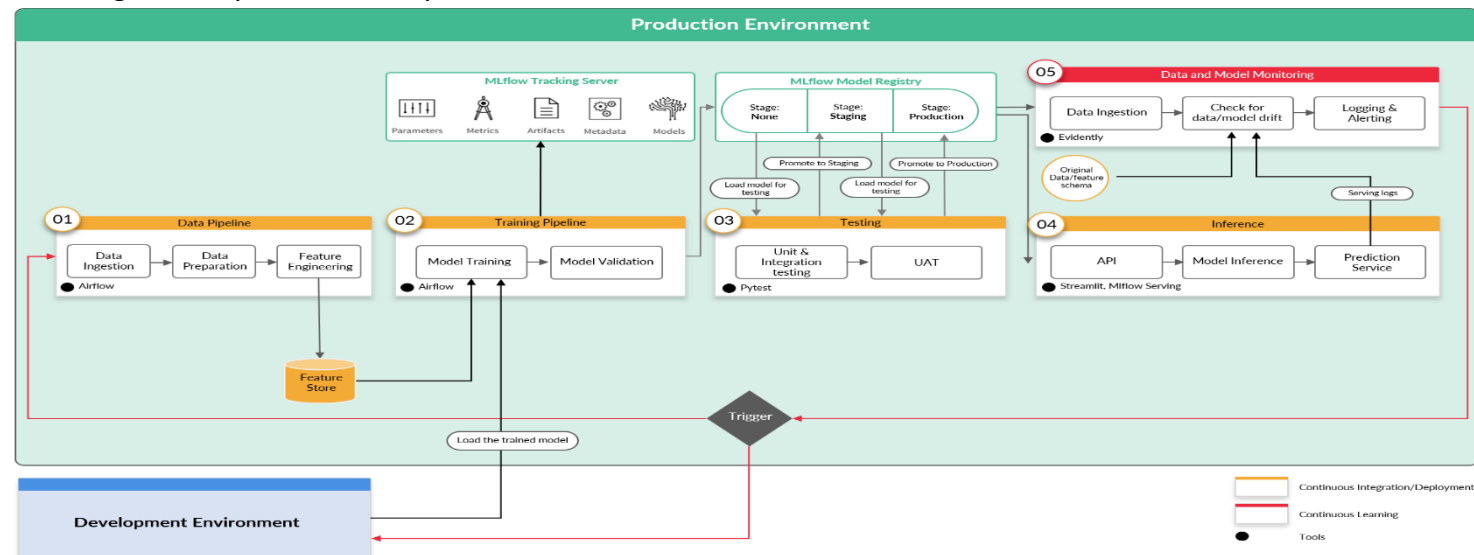 Production Environment
MLflow Tracking Server
Parameters
Metrics
Artifacts
Metadata
Models
MLflow Model Registry
Stage:
None
Stage:
Staging
Stage:
Production
05
Data and Model Monitoring
Data Ingestion
Check for
data/model drift
Logging &
Alerting
Evidently
Promote to Staging
Promote to Production
Load model for
testing
Load model for
testing
Original
Data/feature
schema
Serving logs
01
Data Pipeline
Data
Ingestion
Data
Preparation
Feature
Engineering
Airflow
02
Training Pipeline
Model Training
Model Validation
Airflow
03
Testing
Unit &
Integration
testing
UAT
Pytest
04
Inference
API
Model Inference
Prediction
Service
Streamlit, Mlflow Serving
Feature
Store
Trigger
Load the trained model
Development Environment
Continuous Integration/Deployment
Continuous Learning
Tools